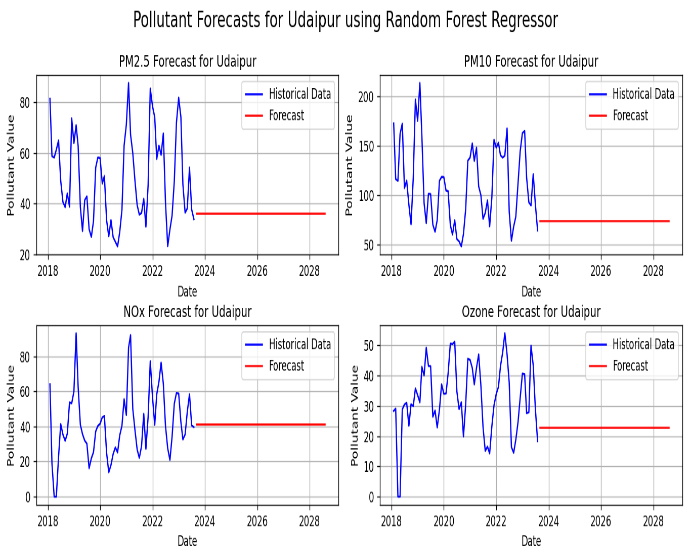 Pollutant Forecasts for Udaipur using Random Forest Regressor
PM2.5 Forecast for Udaipur
Pollutant Value
80
60
40
20
Historical Data
Forecast
2018 2020 2022 2024 2026 2028
Date
PM10 Forecast for Udaipur
Pollutant Value
200
150
100
50
Historical Data
Forecast
2018 2020 2022 2024 2026 2028
Date
NOx Forecast for Udaipur
Pollutant Value
80
60
40
20
0
Historical Data
Forecast
2018 2020 2022 2024 2026 2028
Date
Ozone Forecast for Udaipur
Pollutant Value
50
40
30
20
10
0
Historical Data
Forecast
2018 2020 2022 2024 2026 2028
Date